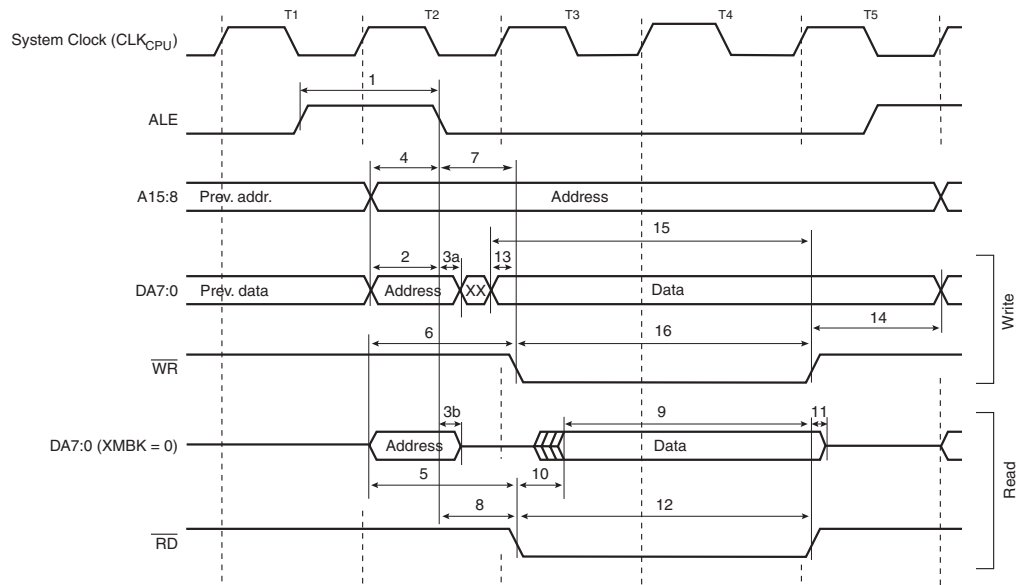 T1 T2 T3 T4 T5
System Clock (CLKCPU)
1
ALE
4 7
A15:8 Prev. addr. Address
15
2 3a 13
DA7:0 Prev. data Address XX Data
14
6 16
WR
Write
3b 9 11
DA7:0 (XMBK = 0) Address Data
5 10
8 12
RD
Read